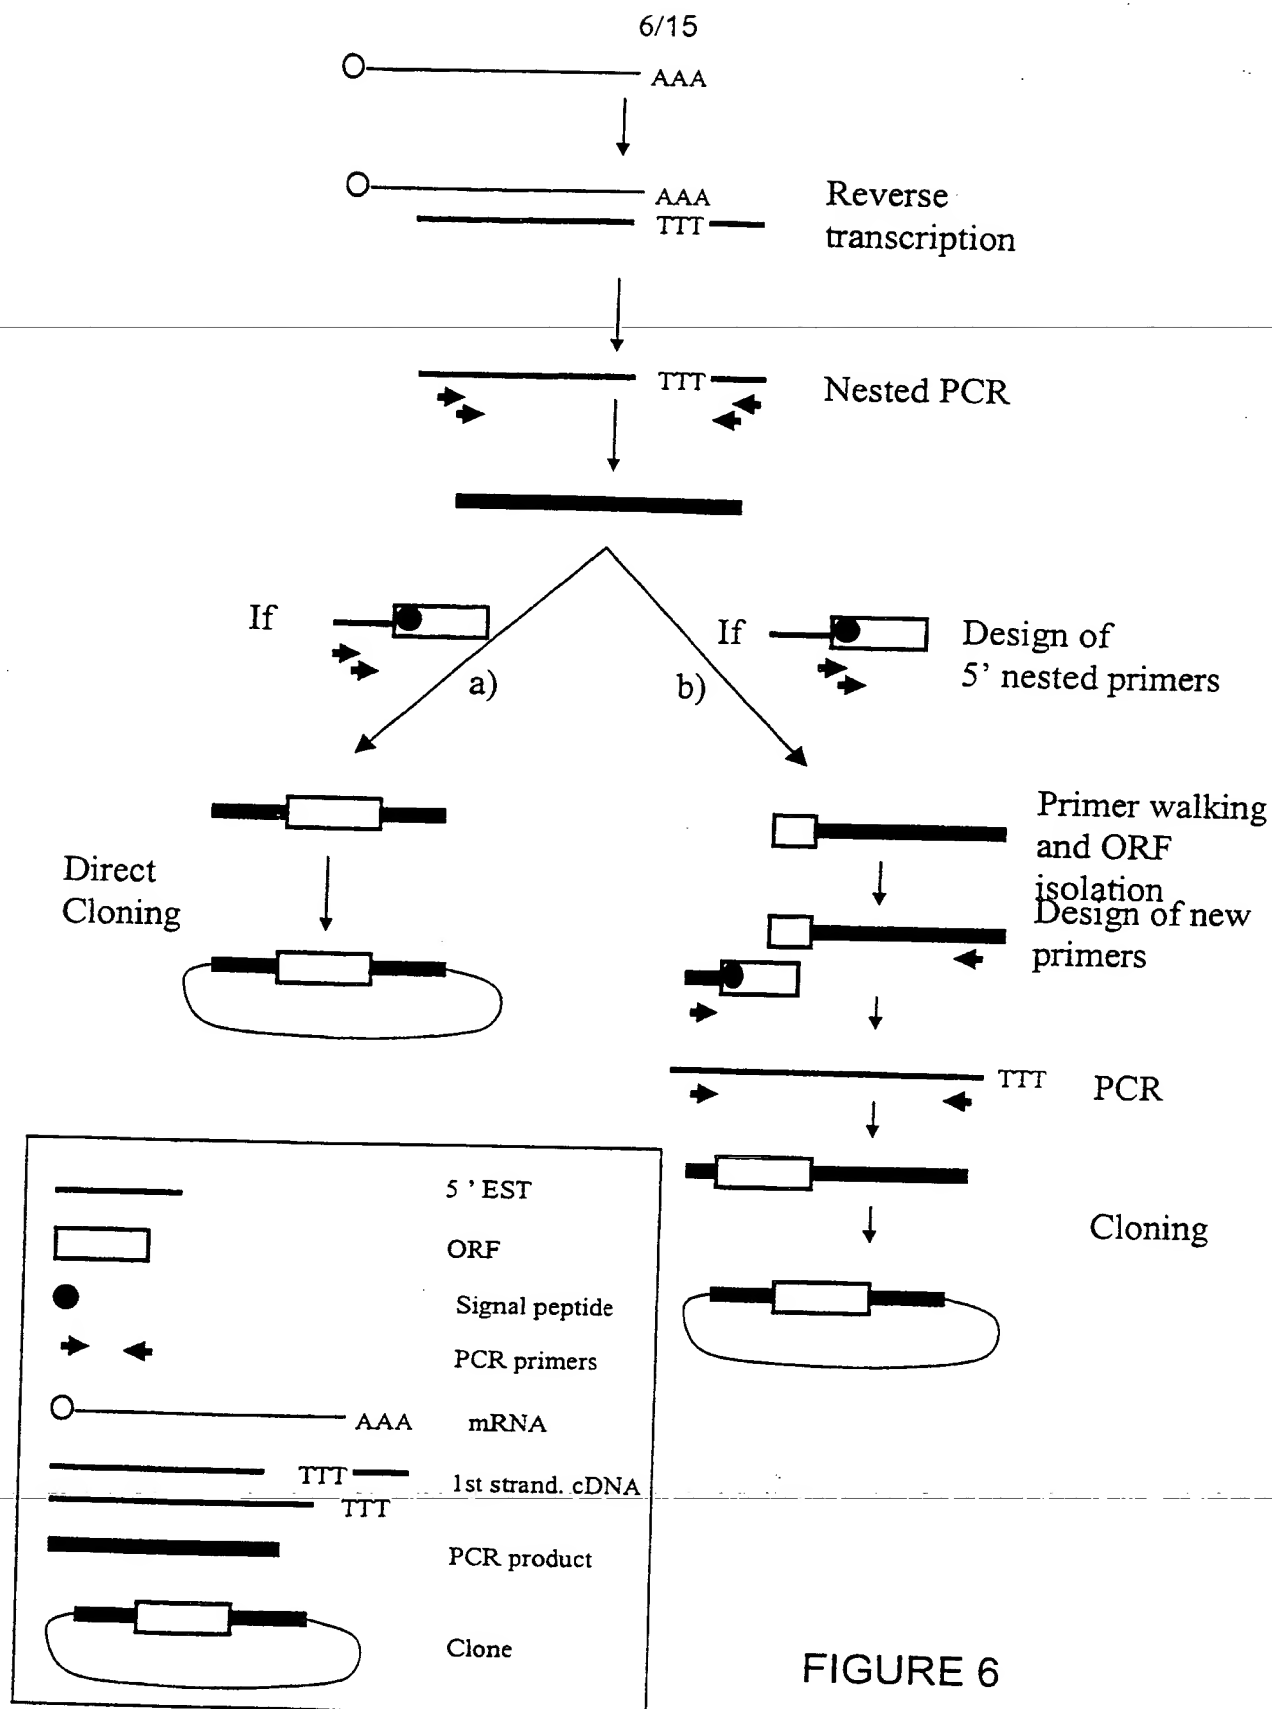 6/15
AAA
AAA
TTT
Reverse
transcription
TTT
Nested PCR
If
If
Design of
5' nested primers
a)
b)
Primer walking
and ORF
isolation
Direct
Cloning
Design of new
primers
TTT
PCR
Cloning
5 ' EST
ORF
Signal peptide
PCR primers
AAA
mRNA
TTT
1st strand. cDNA
TTT
PCR product
Clone
FIGURE 6